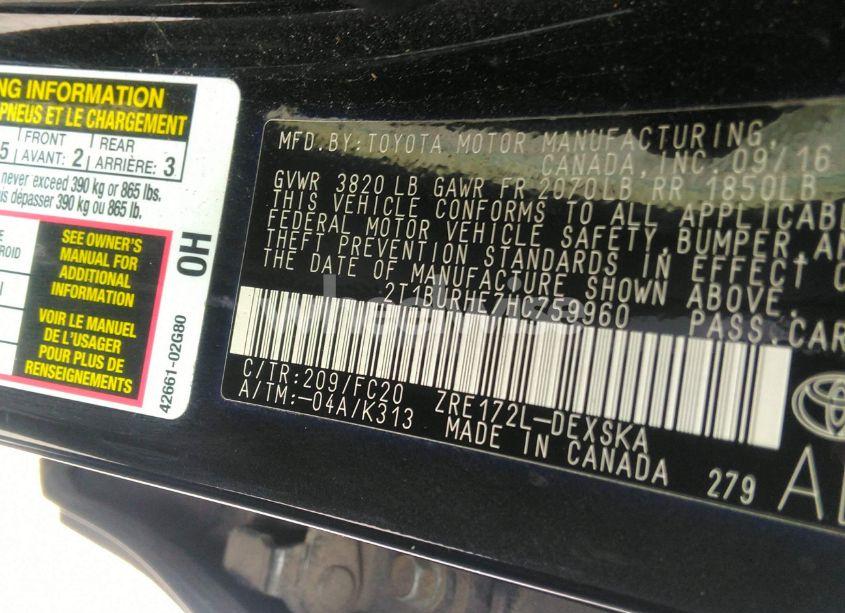 NG INFORMATION
PNEUS ET LE CHARGEMENT
5 FRONT AVANT: 2 REAR ARRIÈRE: 3
never exceed 390 kg or 865 lbs.
is dépasser 390 kg ou 865 lb.
SEE OWNER'S
MANUAL FOR
ADDITIONAL
INFORMATION
VOIR LE MANUEL
DE L'USAGER
POUR PLUS DE
RENSEIGNEMENTS
0H
42661-02G80
MFD.BY:TOYOTA MOTOR MANUFACTURING,
CANADA,INC.09/16
GVWR 3820 LB GAWR FR 2070LB RR 1850LB
THIS VEHICLE CONFORMS TO ALL APPLICABLE
FEDERAL MOTOR VEHICLE SAFETY,BUMPER,AN
THEFT PREVENTION STANDARDS IN EFFECT O
THE DATE OF MANUFACTURE SHOWN ABOVE.
2T1BURHE7HC759960 PASS.CAR
C/TR:209/FC20 ZRE172L-DEXSKA
A/TM:-04A/K313 MADE IN CANADA 279